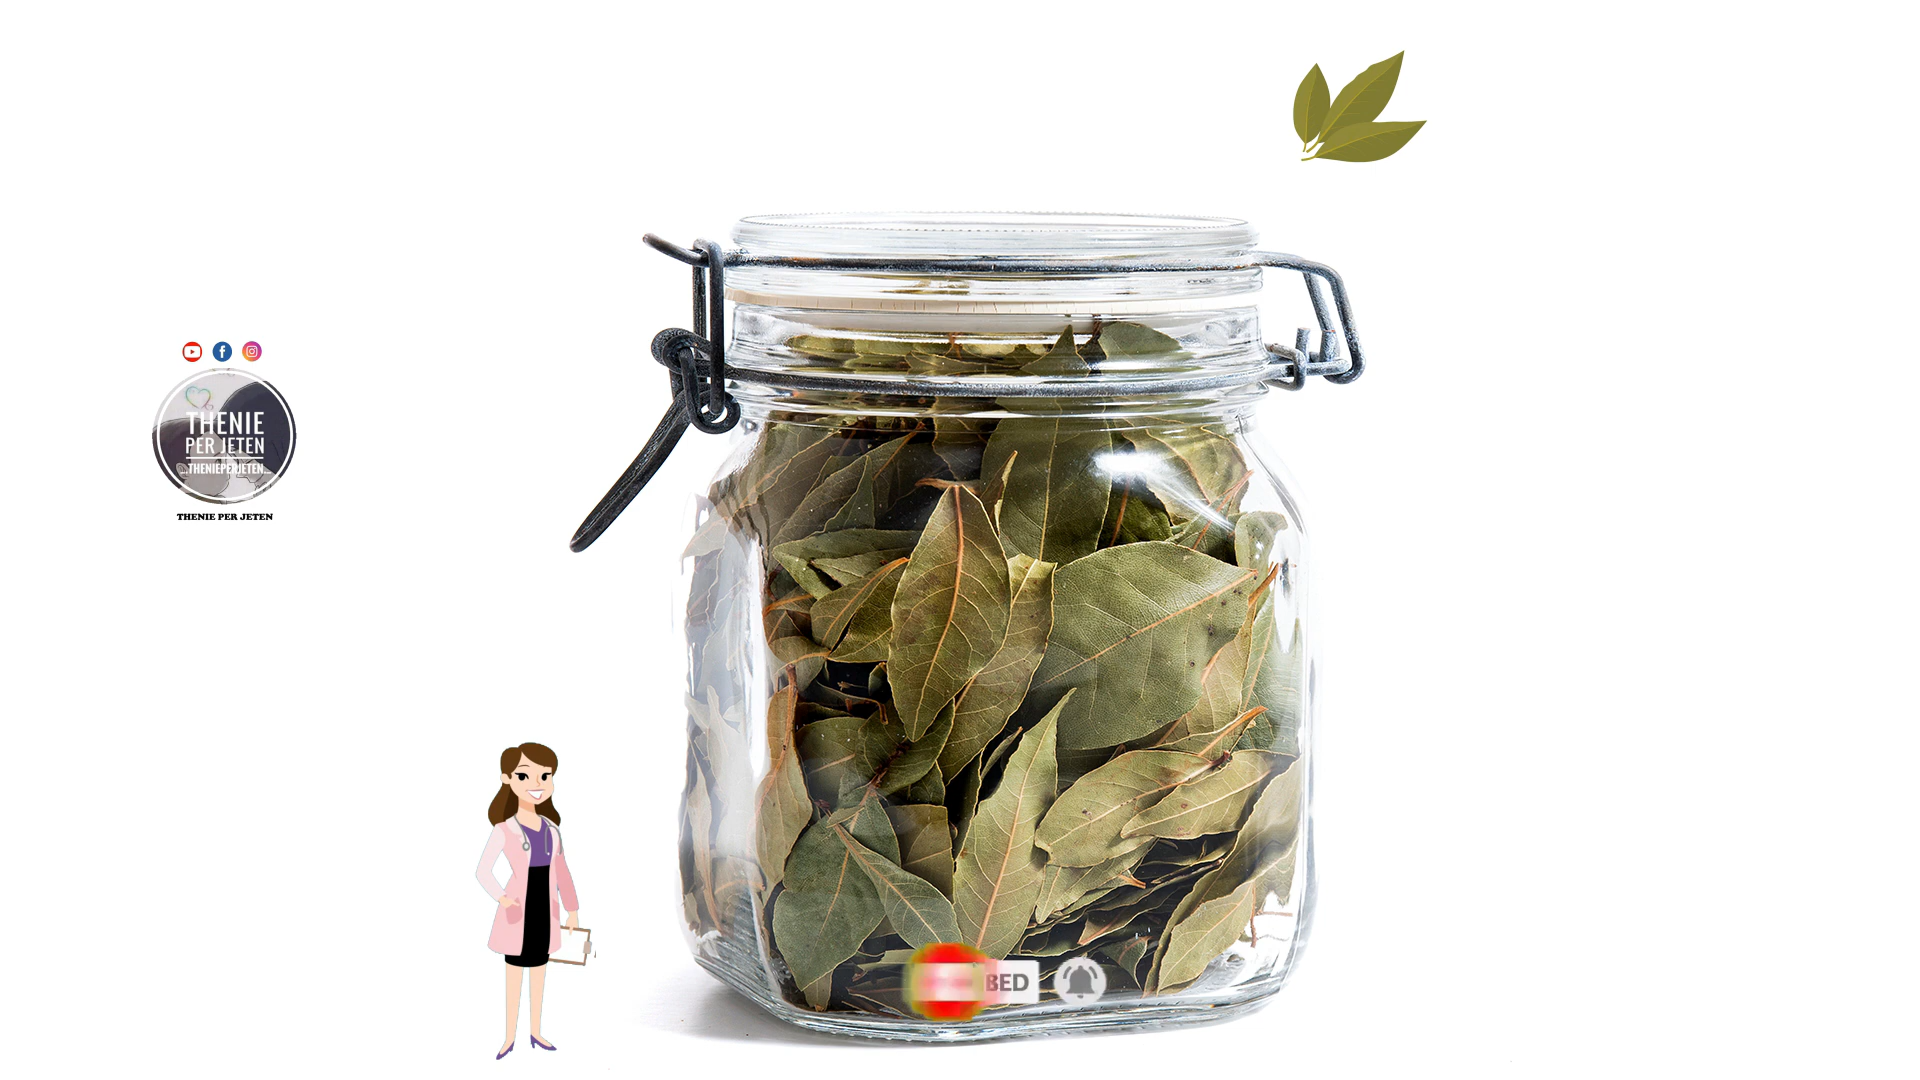 THENIE
PER JETEN
THENIEPERJETEN
THENIE PER JETEN
BED